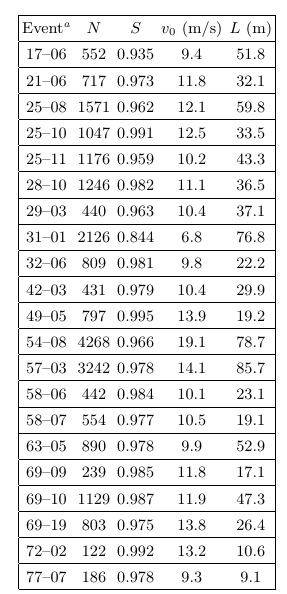 Eventᵃ N S v₀ (m/s) L (m)
17–06 552 0.935 9.4 51.8
21–06 717 0.973 11.8 32.1
25–08 1571 0.962 12.1 59.8
25–10 1047 0.991 12.5 33.5
25–11 1176 0.959 10.2 43.3
28–10 1246 0.982 11.1 36.5
29–03 440 0.963 10.4 37.1
31–01 2126 0.844 6.8 76.8
32–06 809 0.981 9.8 22.2
42–03 431 0.979 10.4 29.9
49–05 797 0.995 13.9 19.2
54–08 4268 0.966 19.1 78.7
57–03 3242 0.978 14.1 85.7
58–06 442 0.984 10.1 23.1
58–07 554 0.977 10.5 19.1
63–05 890 0.978 9.9 52.9
69–09 239 0.985 11.8 17.1
69–10 1129 0.987 11.9 47.3
69–19 803 0.975 13.8 26.4
72–02 122 0.992 13.2 10.6
77–07 186 0.978 9.3 9.1